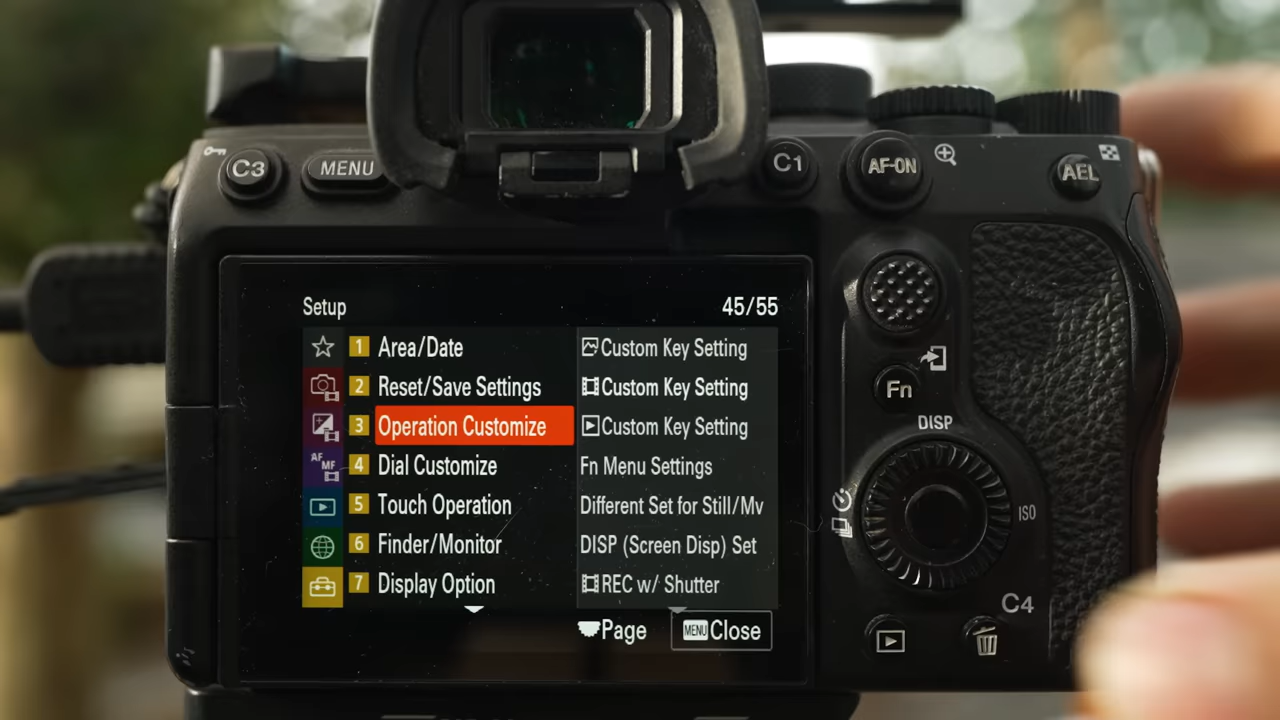 C3
MENU
C1
AF-ON
AEL
Setup
45/55
1 Area/Date
2 Reset/Save Settings
3 Operation Customize
4 Dial Customize
5 Touch Operation
6 Finder/Monitor
7 Display Option
AF MF
Custom Key Setting
Custom Key Setting
Custom Key Setting
Fn Menu Settings
Different Set for Still/Mv
DISP (Screen Disp) Set
REC w/ Shutter
Page
MENU Close
Fn
DISP
ISO
C4